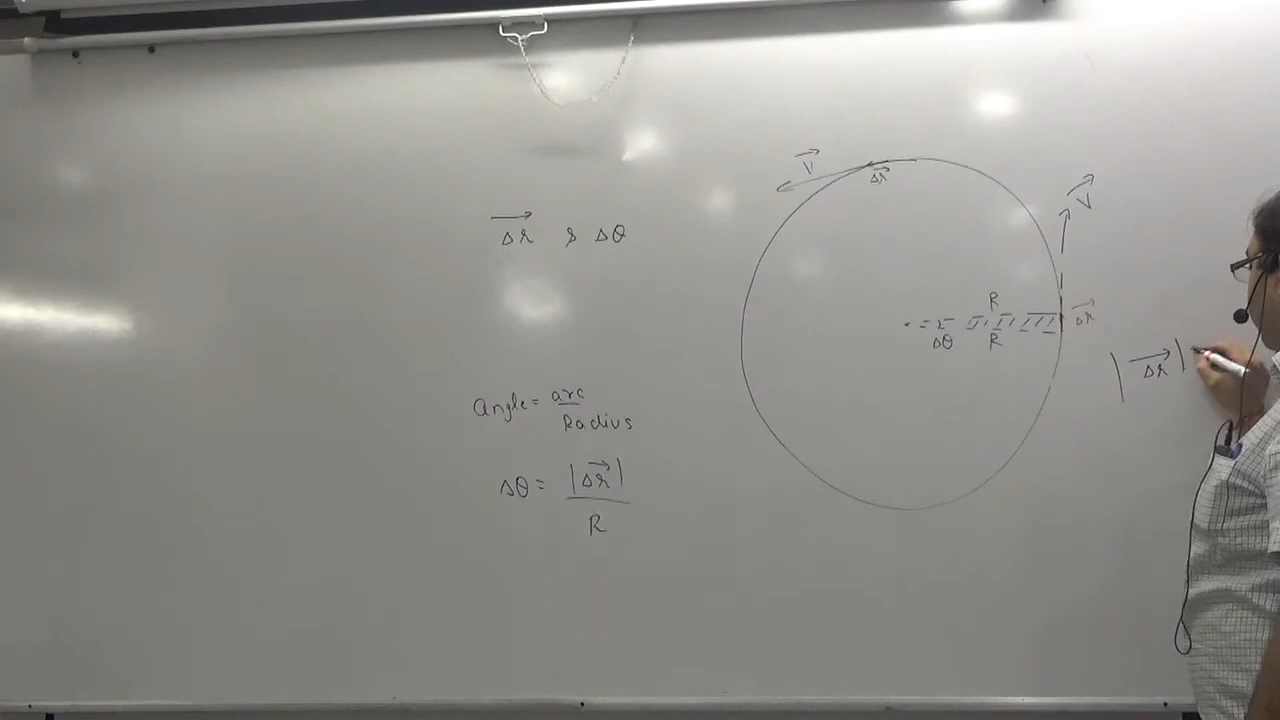 →Δr & Δθ
Angle = arc
Radius
Δθ = |→Δr|
R
→V
→Δr
→V
R
Δθ
R
→Δr
|→Δr|